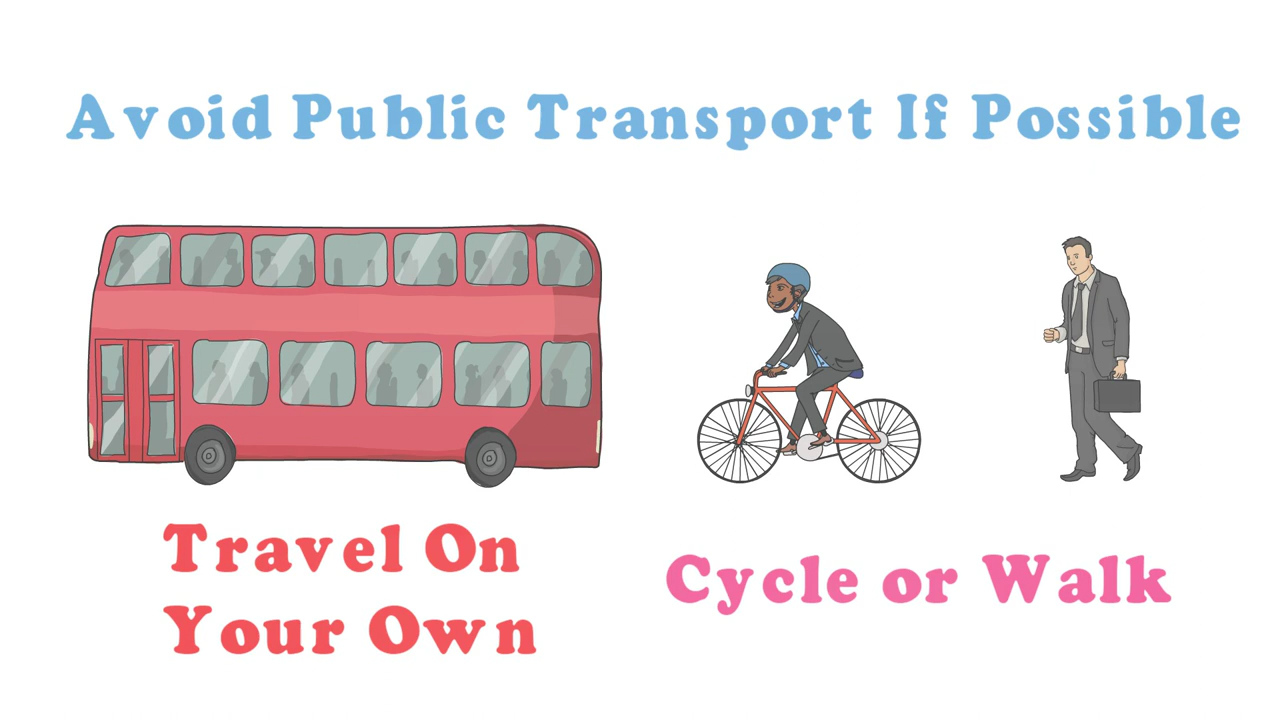 Avoid Public Transport If Possible
Travel On
Your Own
Cycle or Walk